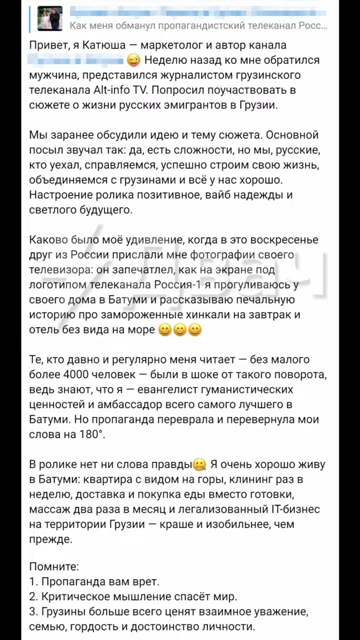 Как меня обманул пропагандистский телеканал Росс...
Привет, я Катюша — маркетолог и автор канала
😜 Неделю назад ко мне обратился
мужчина, представился журналистом грузинского
телеканала Alt-info TV. Попросил поучаствовать в
сюжете о жизни русских эмигрантов в Грузии.
Мы заранее обсудили идею и тему сюжета. Основной
посыл звучал так: да, есть сложности, но мы, русские,
кто уехал, справляемся, успешно строим свою жизнь,
объединяемся с грузинами и всё у нас хорошо.
Настроение ролика позитивное, вайб надежды и
светлого будущего.
Каково было моё удивление, когда в это воскресенье
друг из России прислали мне фотографии своего
телевизора: он запечатлел, как на экране под
логотипом телеканала Россия-1 я прогуливаюсь у
своего дома в Батуми и рассказываю печальную
историю про замороженные хинкали на завтрак и
отель без вида на море 😄😄😄
Те, кто давно и регулярно меня читает — без малого
более 4000 человек — были в шоке от такого поворота,
ведь знают, что я — евангелист гуманистических
ценностей и амбассадор всего самого лучшего в
Батуми. Но пропаганда переврала и перевернула мои
слова на 180°.
В ролике нет ни слова правды🤐 Я очень хорошо живу
в Батуми: квартира с видом на горы, клининг раз в
неделю, доставка и покупка еды вместо готовки,
массаж два раза в месяц и легализованный IT-бизнес
на территории Грузии — краше и изобильнее, чем
прежде.
Помните:
1. Пропаганда вам врет.
2. Критическое мышление спасёт мир.
3. Грузины больше всего ценят взаимное уважение,
семью, гордость и достоинство личности.